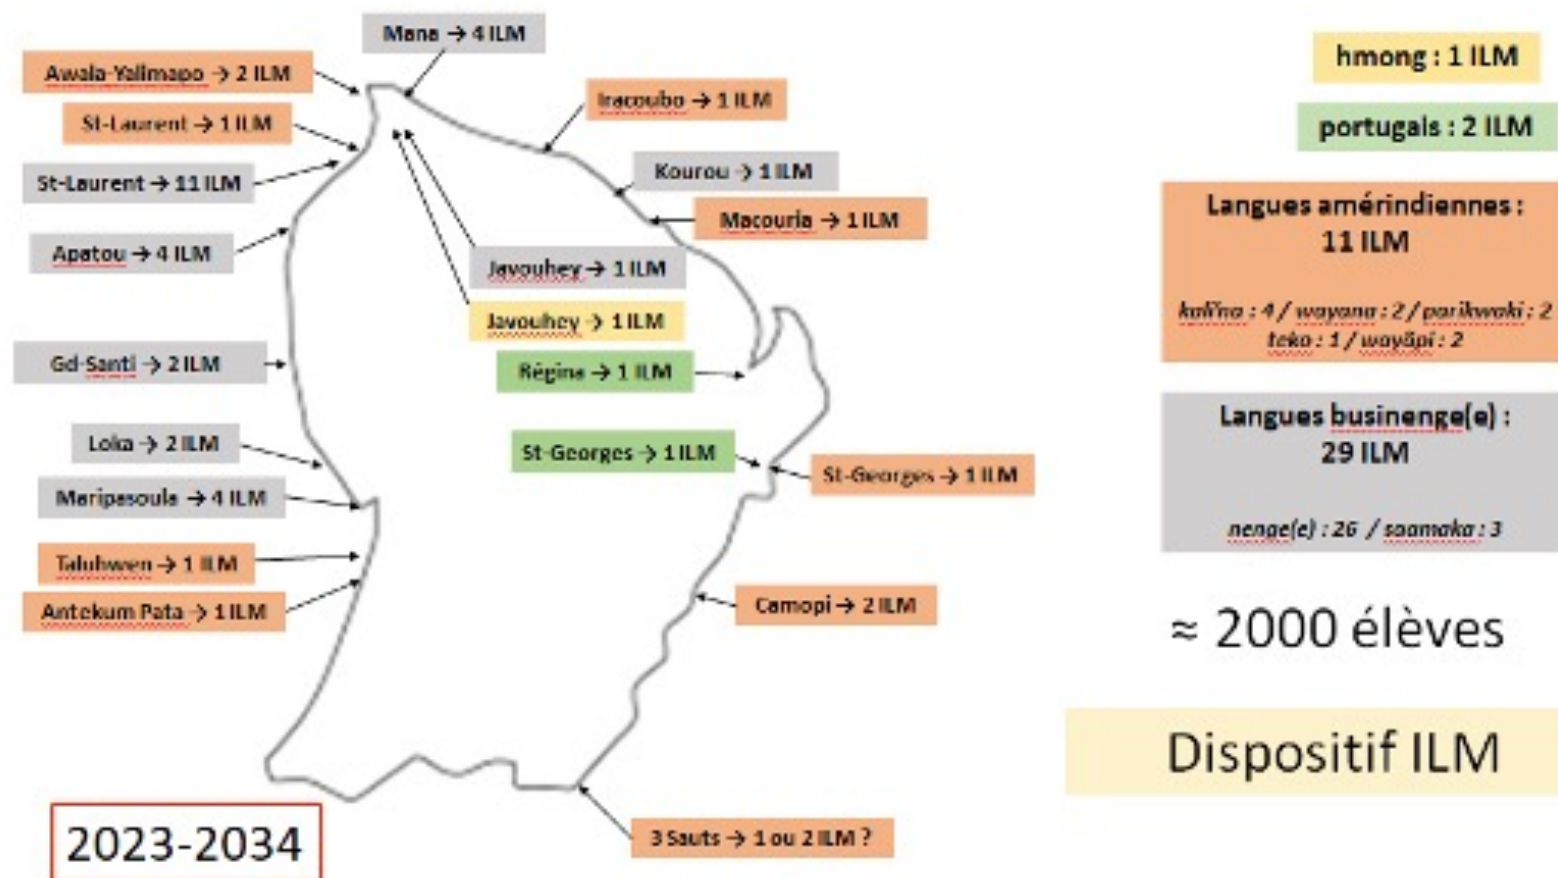 Mana → 4 ILM
Awala-Yalimapo → 2 ILM
St-Laurent → 1 ILM
St-Laurent → 11 ILM
Apatou → 4 ILM
Gd-Santi → 2 ILM
Loka → 2 ILM
Maripasoula → 4 ILM
Taluhwen → 1 ILM
Antekum Pata → 1 ILM
Iracoubo → 1 ILM
Kourou → 1 ILM
Macouria → 1 ILM
Javouhey → 1 ILM
Javouhey → 1 ILM
Régina → 1 ILM
St-Georges → 1 ILM
St-Georges → 1 ILM
Camopi → 2 ILM
3 Sauts → 1 ou 2 ILM ?
2023-2034
hmong : 1 ILM
portugais : 2 ILM
Langues amérindiennes :
11 ILM
kali'na : 4 / wayana : 2 / parikwaki : 2
teko : 1 / wayãpi : 2
Langues businenge(e) :
29 ILM
nenge(e) : 26 / saamaka : 3
≈ 2000 élèves
Dispositif ILM